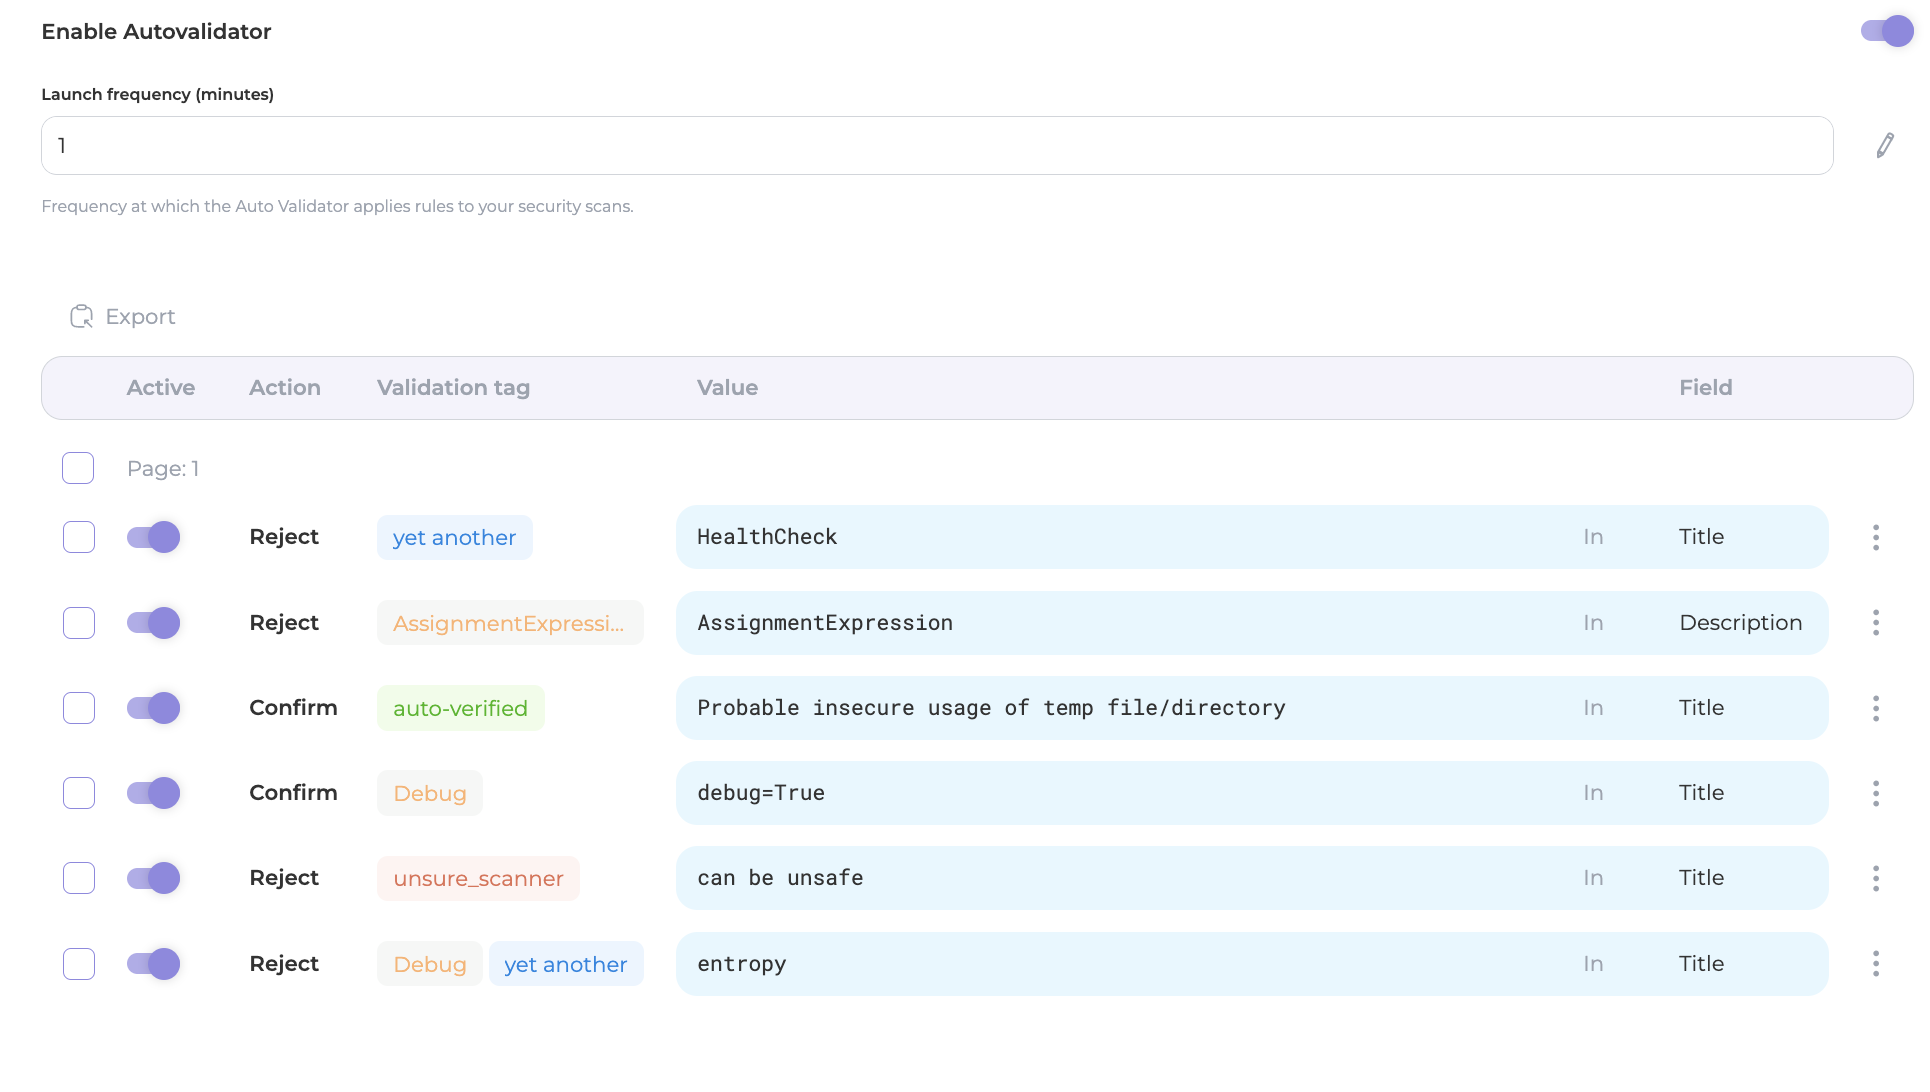 Enable Autovalidator
Launch frequency (minutes)
1
Frequency at which the Auto Validator applies rules to your security scans.
Export
Active Action Validation tag Value Field
Page: 1
Reject yet another HealthCheck In Title
Reject AssignmentExpressi... AssignmentExpression In Description
Confirm auto-verified Probable insecure usage of temp file/directory In Title
Confirm Debug debug=True In Title
Reject unsure_scanner can be unsafe In Title
Reject Debug yet another entropy In Title